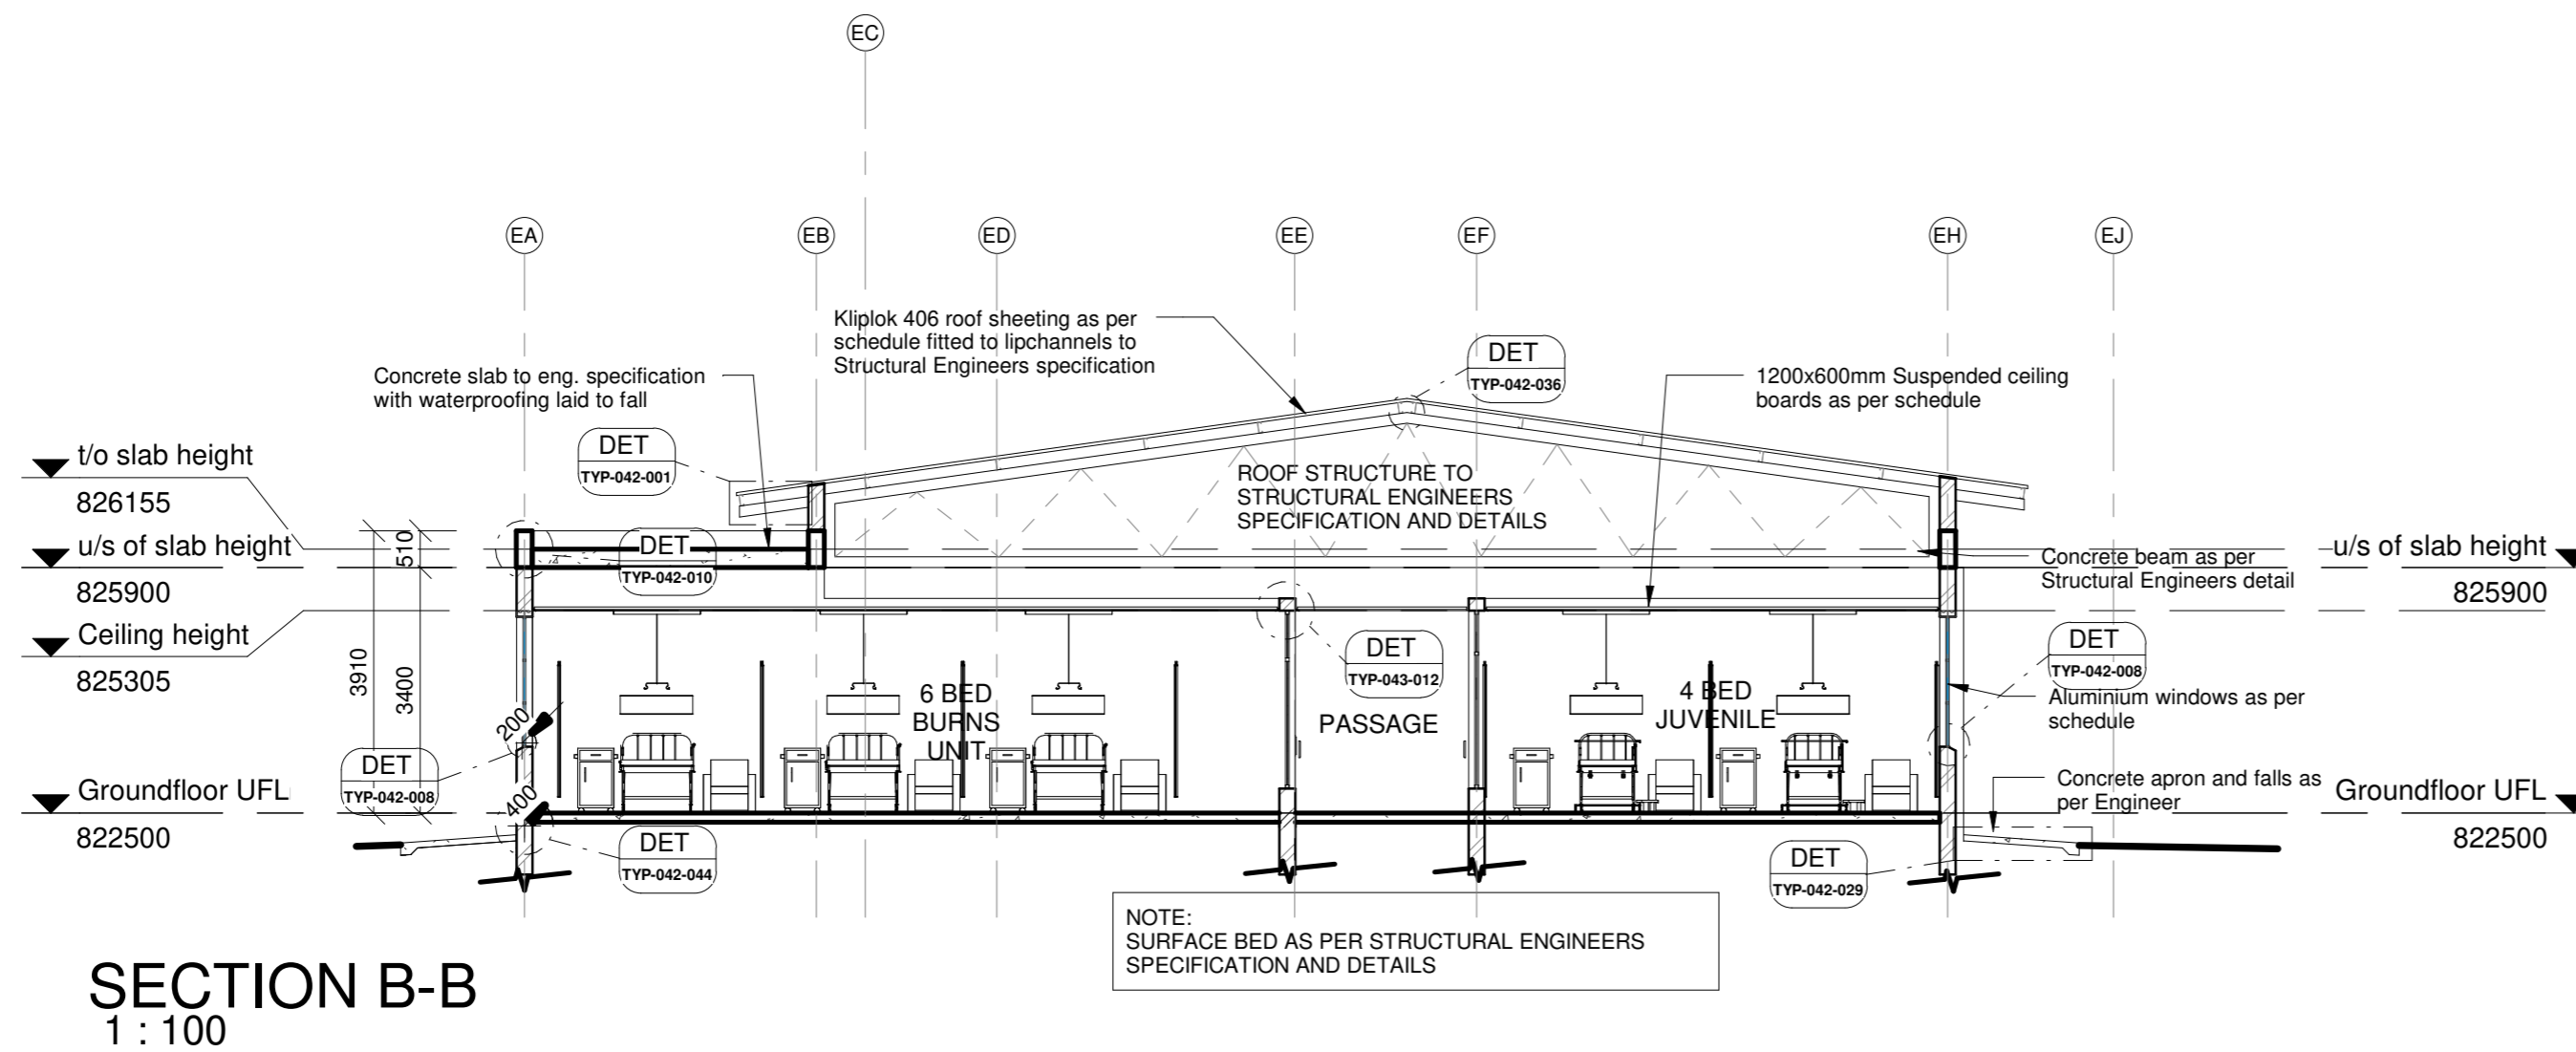 EC
EA
EB
ED
EE
EF
EH
EJ
Kliplok 406 roof sheeting as per
schedule fitted to lipchannels to
Structural Engineers specification
DET
TYP-042-036
Concrete slab to eng. specification
with waterproofing laid to fall
1200x600mm Suspended ceiling
boards as per schedule
DET
TYP-042-001
t/o slab height
826155
ROOF STRUCTURE TO
STRUCTURAL ENGINEERS
SPECIFICATION AND DETAILS
u/s of slab height
825900
510
DET
TYP-042-010
Concrete beam as per
Structural Engineers detail
u/s of slab height
825900
Ceiling height
825305
3910
3400
DET
TYP-043-012
DET
TYP-042-008
6 BED
BURNS
UNIT
PASSAGE
4 BED
JUVENILE
Aluminium windows as per
schedule
200
DET
TYP-042-008
400
Groundfloor UFL
822500
Concrete apron and falls as
per Engineer
Groundfloor UFL
822500
DET
TYP-042-044
DET
TYP-042-029
NOTE:
SURFACE BED AS PER STRUCTURAL ENGINEERS
SPECIFICATION AND DETAILS
SECTION B-B
1 : 100